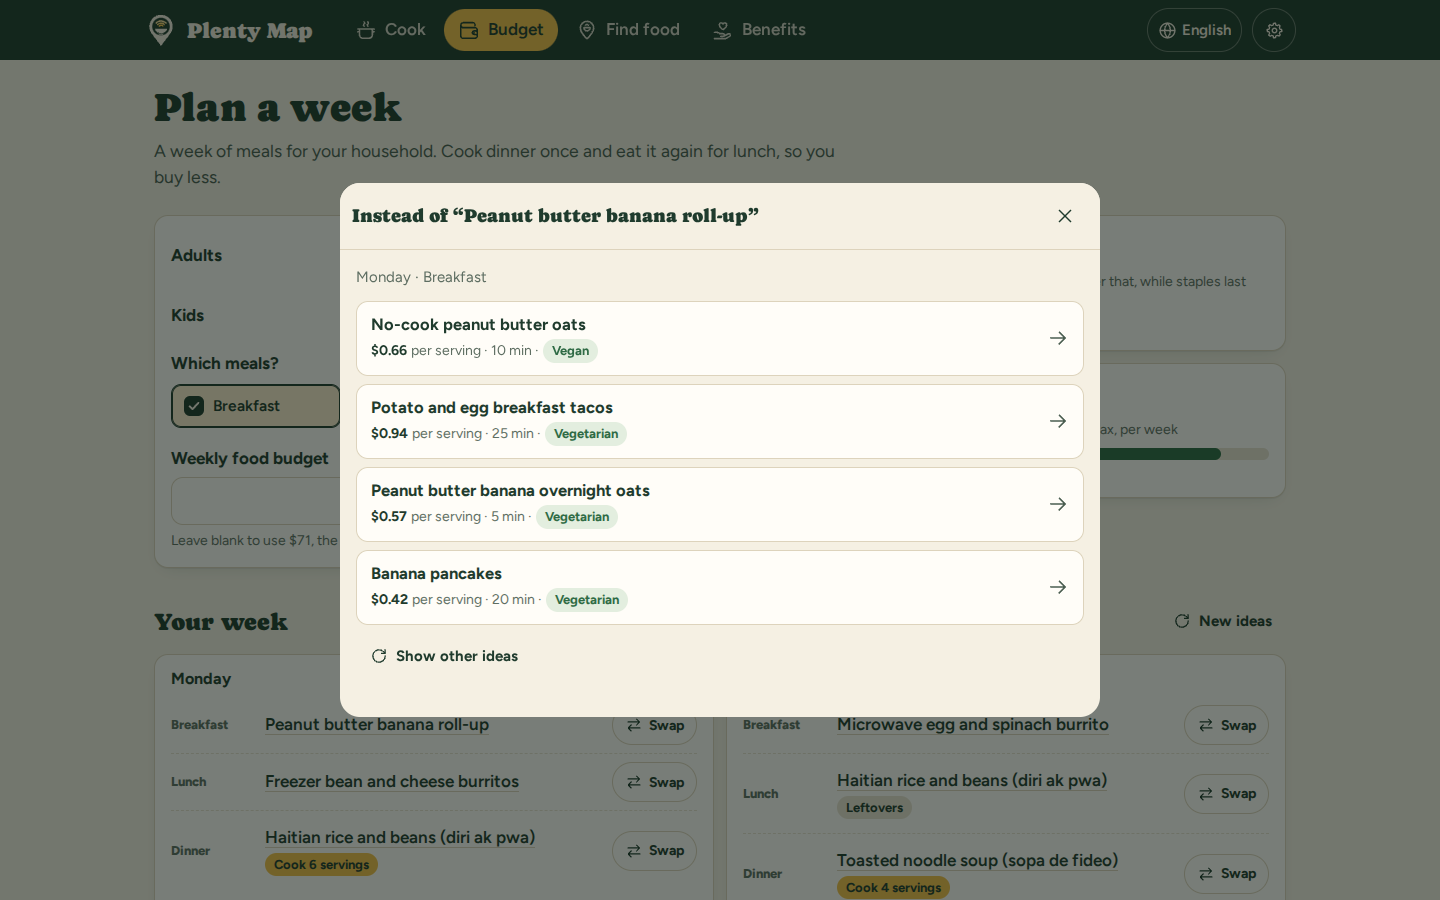 Plenty Map
Cook
Budget
Find food
Benefits
English
Plan a week
A week of meals for your household. Cook dinner once and eat it again for lunch, so you
buy less.
Adults
Kids
Which meals?
Breakfast
Weekly food budget
Leave blank to use $71, the
r that, while staples last
ax, per week
Instead of “Peanut butter banana roll-up”
Monday · Breakfast
No-cook peanut butter oats
$0.66 per serving · 10 min · Vegan
Potato and egg breakfast tacos
$0.94 per serving · 25 min · Vegetarian
Peanut butter banana overnight oats
$0.57 per serving · 5 min · Vegetarian
Banana pancakes
$0.42 per serving · 20 min · Vegetarian
Show other ideas
Your week
New ideas
Monday
Breakfast
Peanut butter banana roll-up
Swap
Lunch
Freezer bean and cheese burritos
Swap
Dinner
Haitian rice and beans (diri ak pwa)
Cook 6 servings
Swap
Breakfast
Microwave egg and spinach burrito
Swap
Lunch
Haitian rice and beans (diri ak pwa)
Leftovers
Swap
Dinner
Toasted noodle soup (sopa de fideo)
Cook 4 servings
Swap